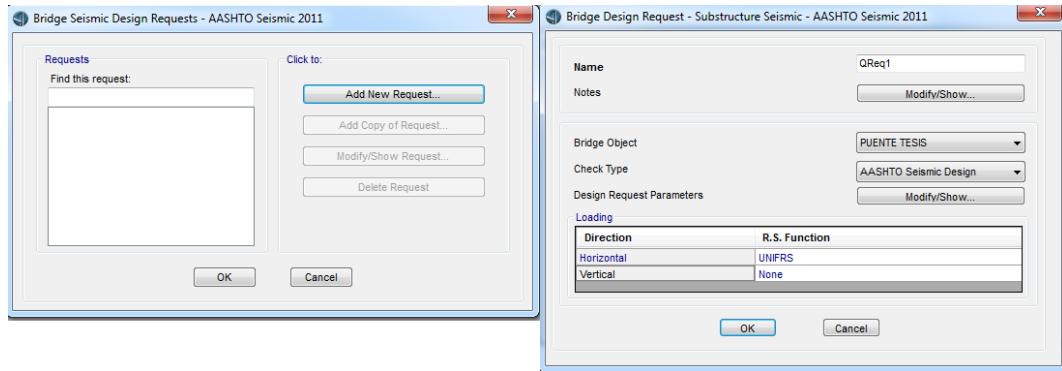 Bridge Seismic Design Requests - AASHTO Seismic 2011
Requests
Find this request:
Click to:
Add New Request...
Add Copy of Request...
Modify/Show Request...
Delete Request
OK Cancel
Bridge Design Request - Substructure Seismic - AASHTO Seismic 2011
Name QReq1
Notes Modify/Show...
Bridge Object PUENTE TESIS
Check Type AASHTO Seismic Design
Design Request Parameters Modify/Show...
Loading
Direction R.S. Function
Horizontal UNIFRS
Vertical None
OK Cancel